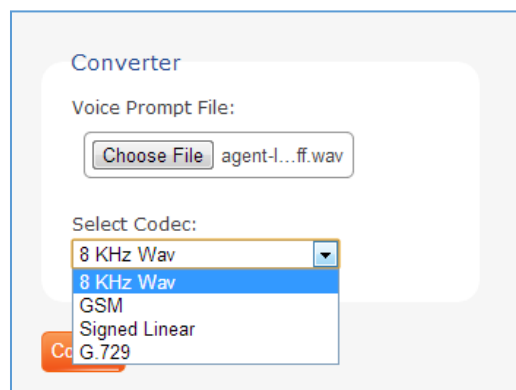 Converter
Voice Prompt File:
Choose File agent-l...ff.wav
Select Codec:
8 KHz Wav
8 KHz Wav
GSM
Signed Linear
G.729